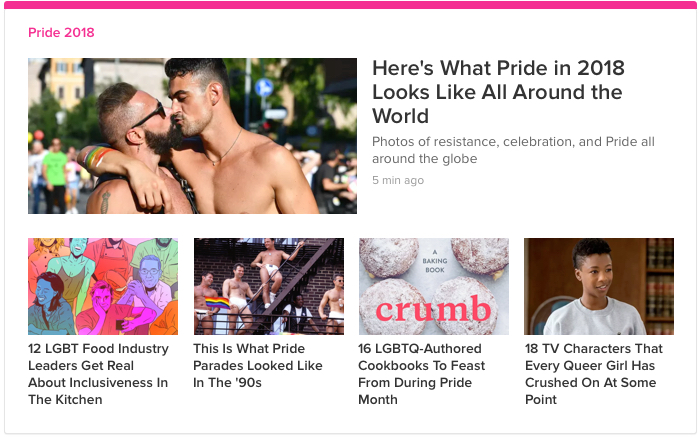 Pride 2018
Here's What Pride in 2018
Looks Like All Around the
World
Photos of resistance, celebration, and Pride all
around the globe
5 min ago
A
BAKING
BOOK
crumb
12 LGBT Food Industry
Leaders Get Real
About Inclusiveness In
The Kitchen
This Is What Pride
Parades Looked Like
In The '90s
16 LGBTQ-Authored
Cookbooks To Feast
From During Pride
Month
18 TV Characters That
Every Queer Girl Has
Crushed On At Some
Point